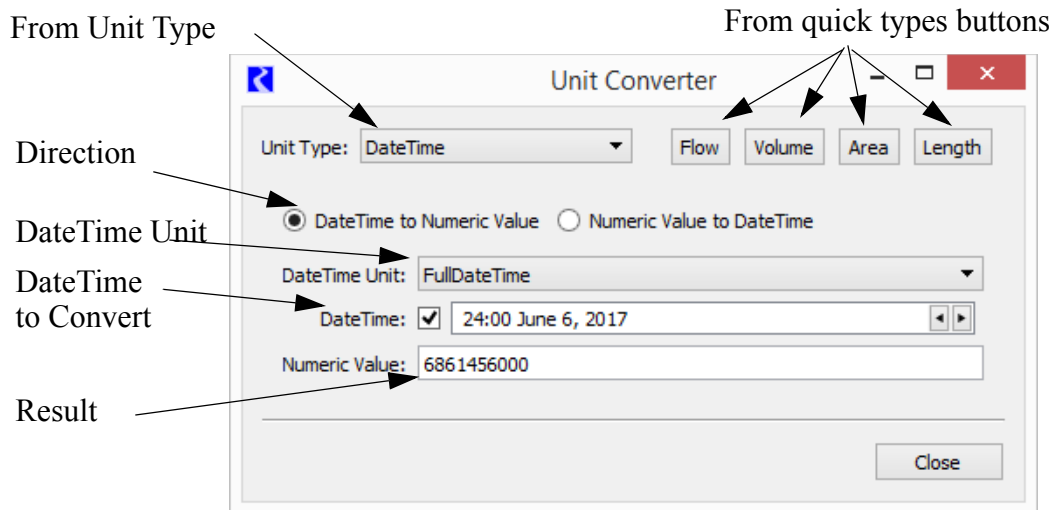 From Unit Type
From quick types buttons
Unit Converter
Unit Type: DateTime Flow Volume Area Length
Direction
DateTime to Numeric Value Numeric Value to DateTime
DateTime Unit
DateTime Unit: FullDateTime
DateTime
to Convert
DateTime: 24:00 June 6, 2017
Numeric Value: 6861456000
Result
Close